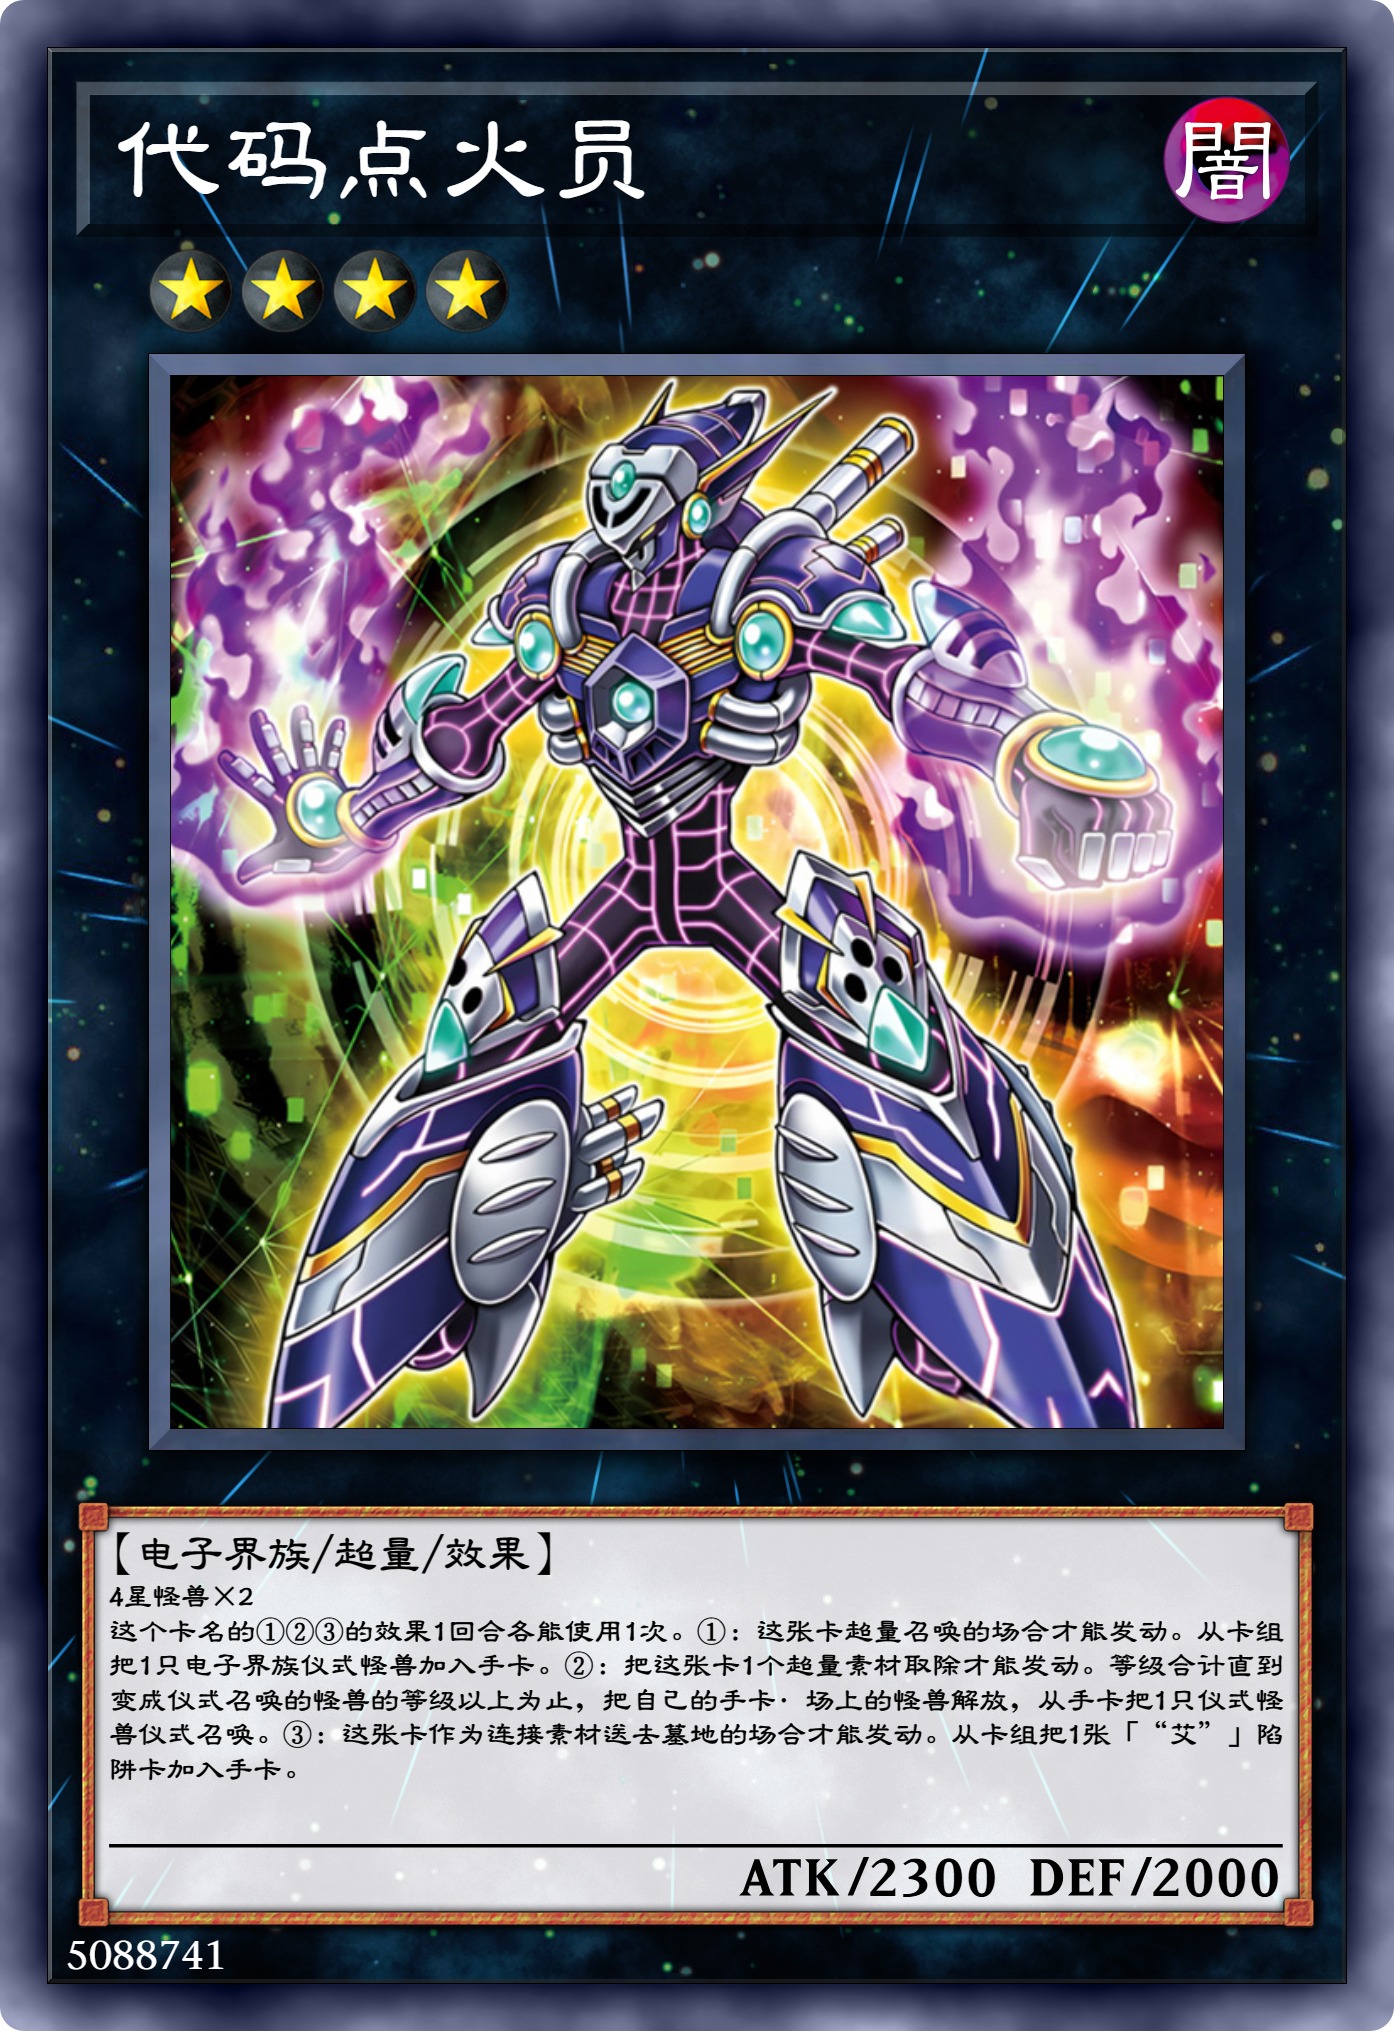 代码点火员
闇
【电子界族/超量/效果】
4星怪兽×2
这个卡名的①②③的效果1回合各能使用1次。①：这张卡超量召唤的场合才能发动。从卡组
把1只电子界族仪式怪兽加入手卡。②：把这张卡1个超量素材取除才能发动。等级合计直到
变成仪式召唤的怪兽的等级以上为止，把自己的手卡·场上的怪兽解放，从手卡把1只仪式怪
兽仪式召唤。③：这张卡作为连接素材送去墓地的场合才能发动。从卡组把1张「“艾”」陷
阱卡加入手卡。
ATK/2300 DEF/2000
5088741